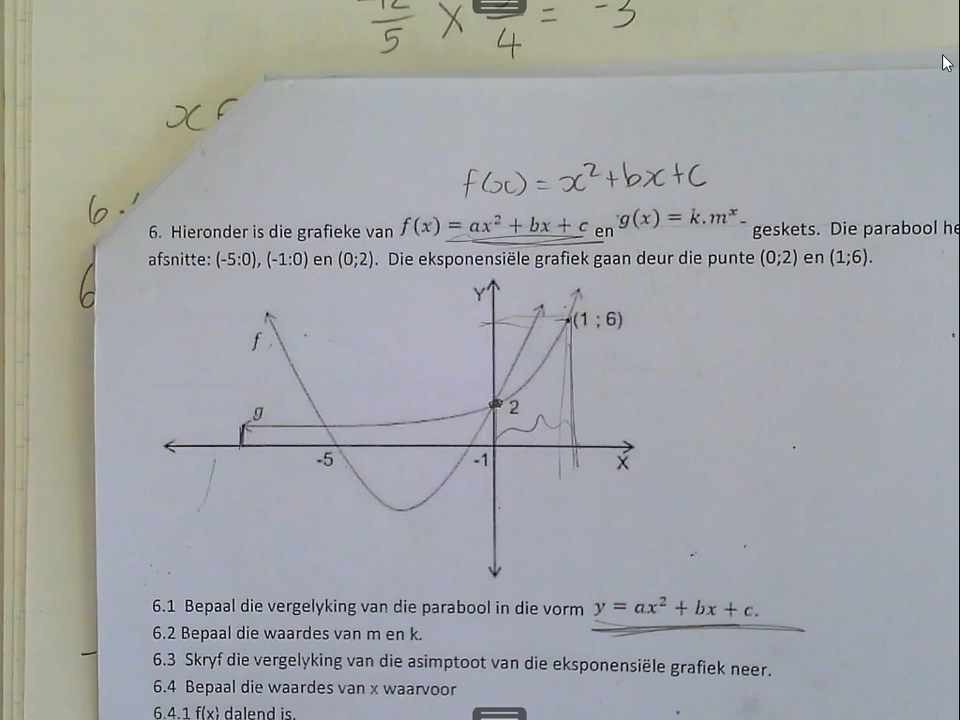 5 X 4 = -3
x
f(x) = x² + bx + c
6.
6. Hieronder is die grafieke van f(x) = ax² + bx + c en g(x) = k.mˣ geskets. Die parabool
afsnitte: (-5:0), (-1:0) en (0;2). Die eksponensiële grafiek gaan deur die punte (0;2) en (1;6).
Y
(1 ; 6)
f
g
2
-5
-1
X
6.1 Bepaal die vergelyking van die parabool in die vorm y = ax² + bx + c.
6.2 Bepaal die waardes van m en k.
6.3 Skryf die vergelyking van die asimptoot van die eksponensiële grafiek neer.
6.4 Bepaal die waardes van x waarvoor
6.4.1 f(x) dalend is.